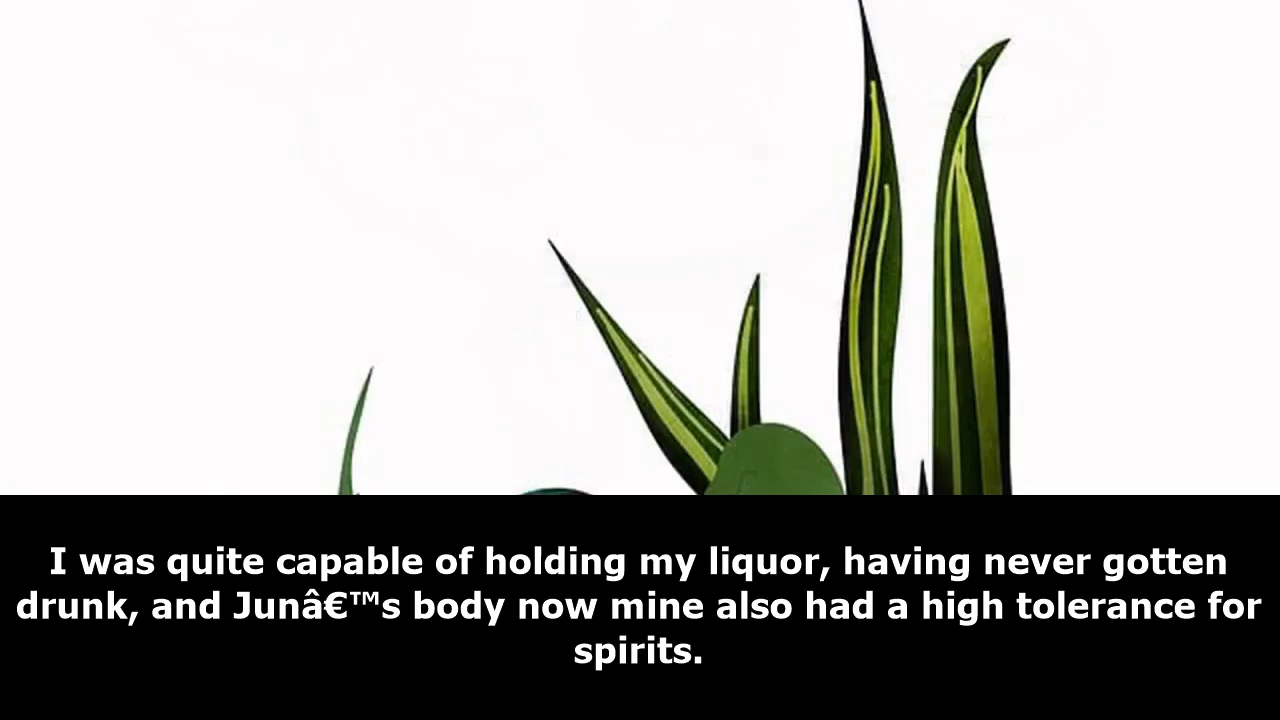 I was quite capable of holding my liquor, having never gotten
drunk, and Junâ€™s body now mine also had a high tolerance for
spirits.